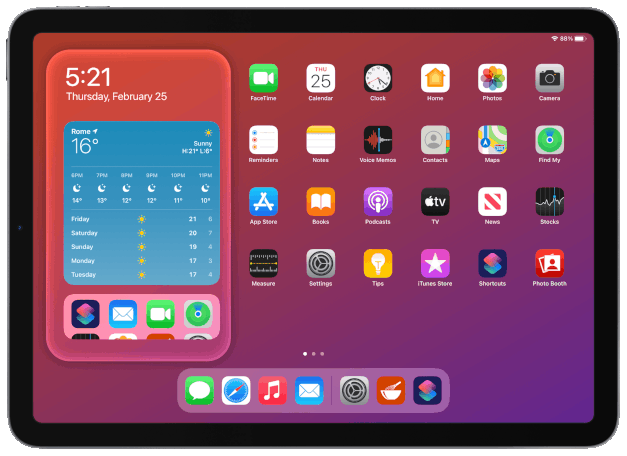 88%
5:21
Thursday, February 25
Rome
16°
Sunny
H:21° L:6°
6PM 7PM 8PM 9PM 10PM 11PM
14° 13° 12° 12° 11° 10°
Friday 21 6
Saturday 20 7
Sunday 19 4
Monday 17 3
Tuesday 17 4
THU
25
FaceTime Calendar Clock Home Photos Camera
Reminders Notes Voice Memos Contacts Maps Find My
tv
App Store Books Podcasts TV News Stocks
Measure Settings Tips iTunes Store Shortcuts Photo Booth